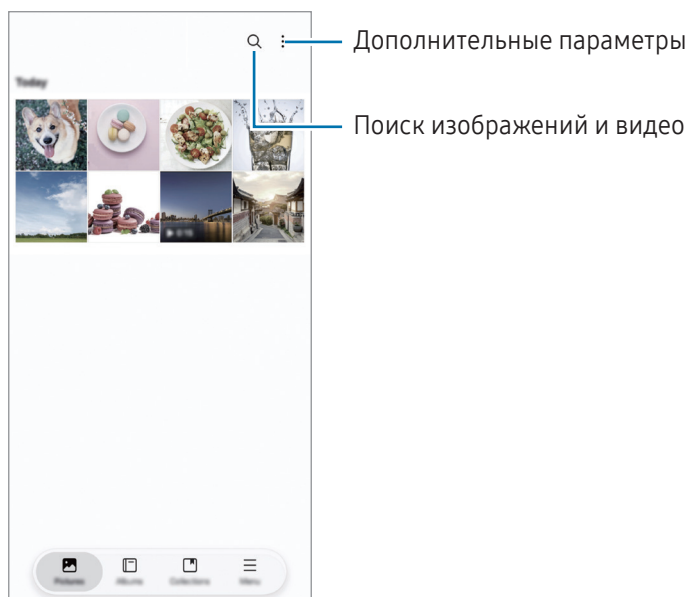 Дополнительные параметры
Today
Поиск изображений и видео
Pictures
Albums
Collections
Menu